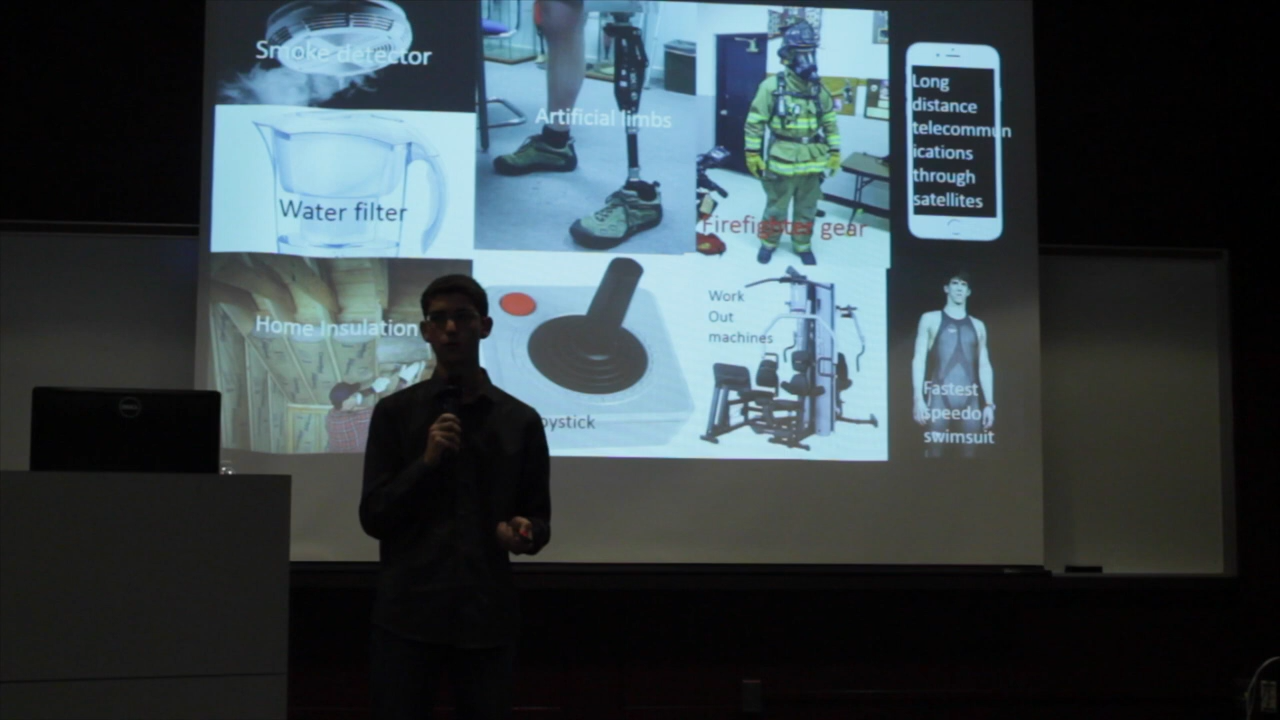 Smoke detector
Artificial limbs
Long
distance
telecommun
ications
through
satellites
Water filter
Firefighter gear
Home Insulation
Work
Out
machines
oystick
Fastest
speedo
swimsuit
DELL